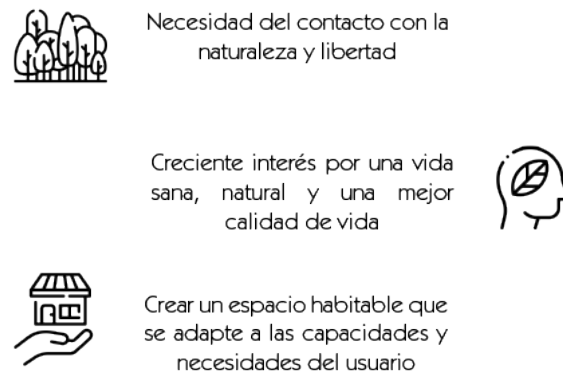 Necesidad del contacto con la
naturaleza y libertad
Creciente interés por una vida
sana, natural y una mejor
calidad de vida
Crear un espacio habitable que
se adapte a las capacidades y
necesidades del usuario